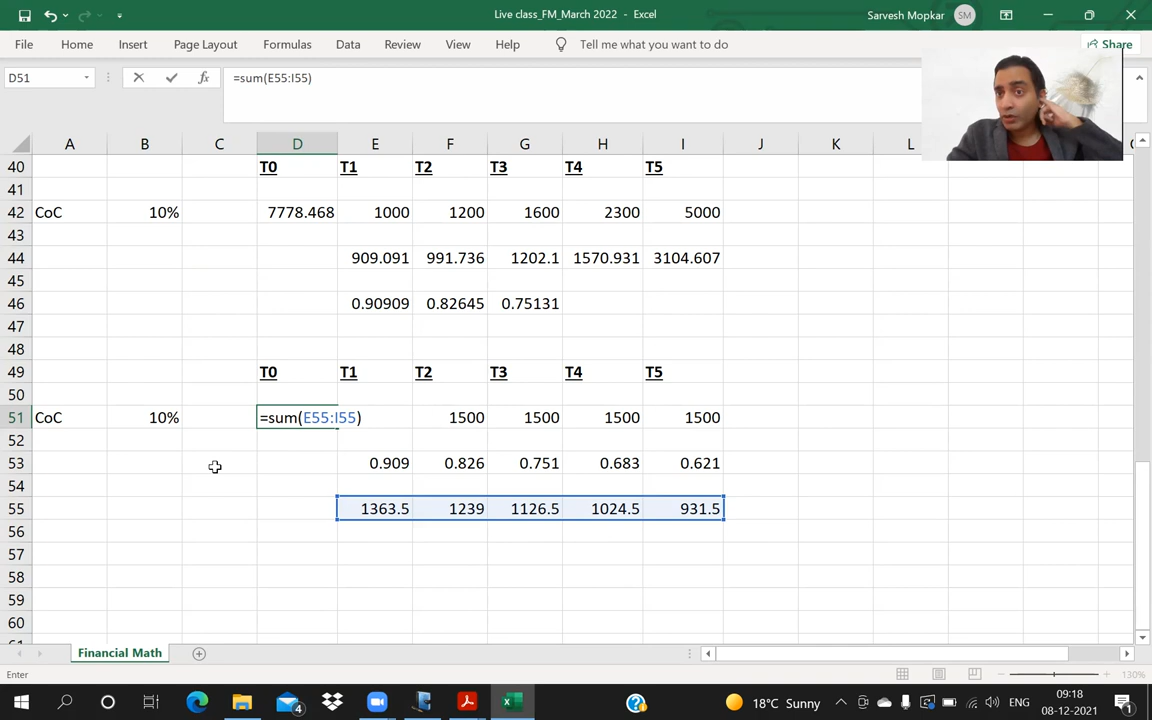 Live class_FM_March 2022 - Excel
Sarvesh Mopkar SM
File Home Insert Page Layout Formulas Data Review View Help Tell me what you want to do Share
D51 fx =sum(E55:I55)
A B C D E F G H I J K L
40 T0 T1 T2 T3 T4 T5
41
42 CoC 10% 7778.468 1000 1200 1600 2300 5000
43
44 909.091 991.736 1202.1 1570.931 3104.607
45
46 0.90909 0.82645 0.75131
47
48
49 T0 T1 T2 T3 T4 T5
50
51 CoC 10% =sum(E55:I55) 1500 1500 1500 1500
52
53 0.909 0.826 0.751 0.683 0.621
54
55 1363.5 1239 1126.5 1024.5 931.5
56
57
58
59
60
Financial Math
Enter 130%
4 18°C Sunny ENG 09:18
08-12-2021 1